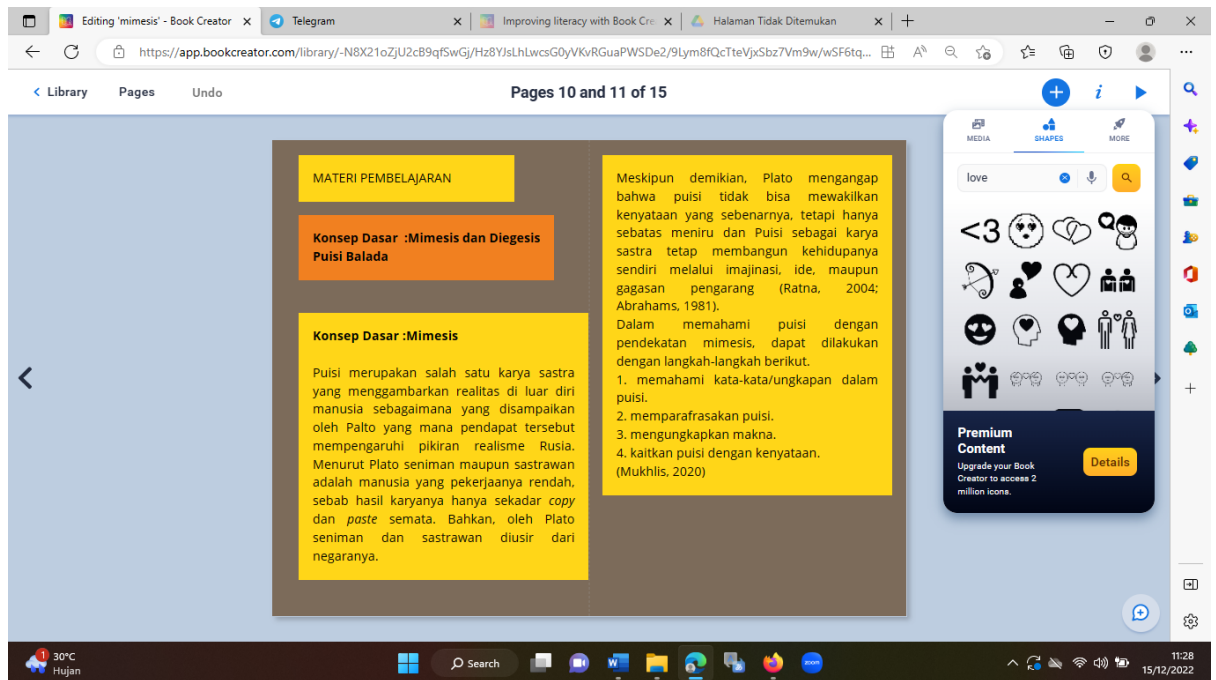 Editing 'mimesis' - Book Creator
Telegram
Improving literacy with Book Cre
Halaman Tidak Ditemukan
https://app.bookcreator.com/library/-N8X21oZjU2cB9qfSwGj/Hz8YJsLhLwcsG0yVKvRGuaPWSDe2/9Lym8fQcTteVjxSbz7Vm9w/wSF6tq...
Library
Pages
Undo
Pages 10 and 11 of 15
MATERI PEMBELAJARAN
Konsep Dasar :Mimesis dan Diegesis
Puisi Balada
Konsep Dasar :Mimesis
Puisi merupakan salah satu karya sastra
yang menggambarkan realitas di luar diri
manusia sebagaimana yang disampaikan
oleh Palto yang mana pendapat tersebut
mempengaruhi pikiran realisme Rusia.
Menurut Plato seniman maupun sastrawan
adalah manusia yang pekerjaanya rendah,
sebab hasil karyanya hanya sekadar copy
dan paste semata. Bahkan, oleh Plato
seniman dan sastrawan diusir dari
negaranya.
Meskipun demikian, Plato mengangap
bahwa puisi tidak bisa mewakilkan
kenyataan yang sebenarnya, tetapi hanya
sebatas meniru dan Puisi sebagai karya
sastra tetap membangun kehidupanya
sendiri melalui imajinasi, ide, maupun
gagasan pengarang (Ratna, 2004;
Abrahams, 1981).
Dalam memahami puisi dengan
pendekatan mimesis, dapat dilakukan
dengan langkah-langkah berikut.
1. memahami kata-kata/ungkapan dalam
puisi.
2. memparafrasakan puisi.
3. mengungkapkan makna.
4. kaitkan puisi dengan kenyataan.
(Mukhlis, 2020)
MEDIA
SHAPES
MORE
love
<3
Premium
Content
Upgrade your Book
Creator to access 2
million icons.
Details
1
30°C
Hujan
Search
zoom
11:28
15/12/2022